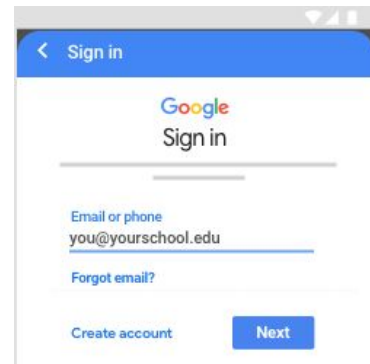 Sign in
Google
Sign in
Email or phone
you@yourschool.edu
Forgot email?
Create account Next